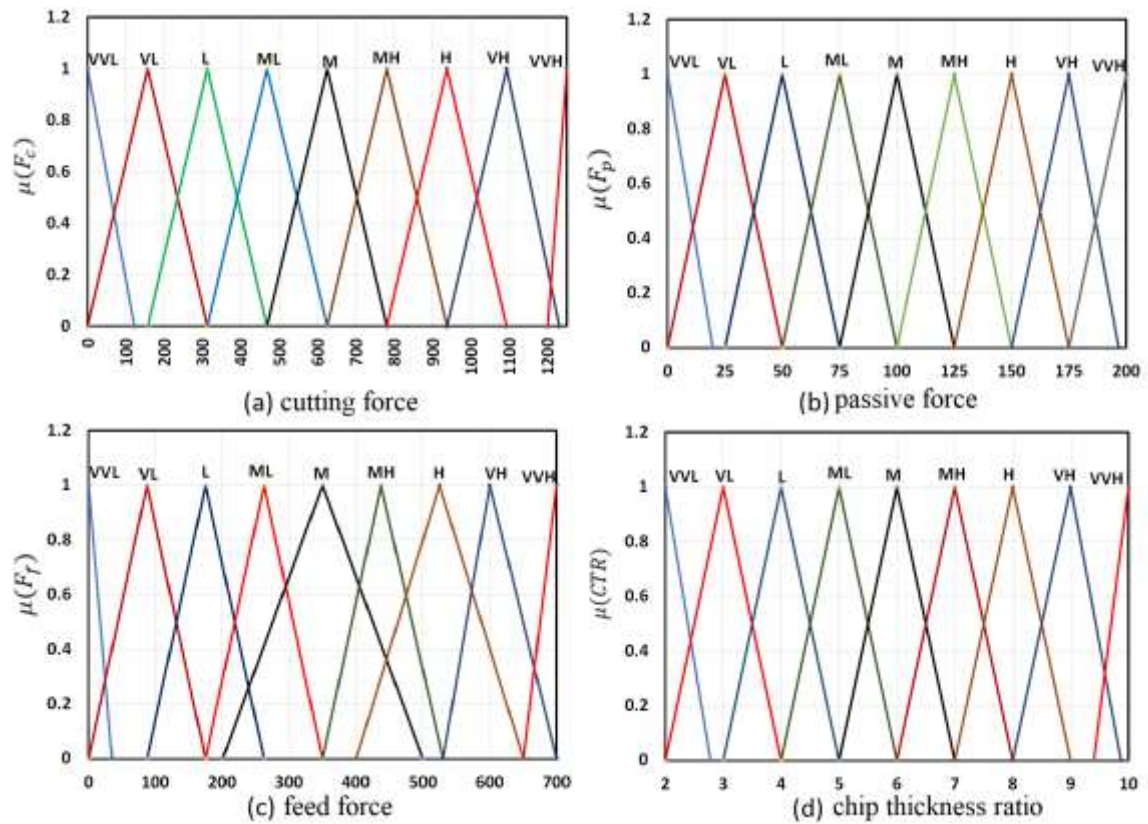 1.2
VVL VL L ML M MH H VH VVH
1
0.8
0.6
0.4
0.2
0
μ(F_c)
0 100 200 300 400 500 600 700 800 900 1000 1100 1200
(a) cutting force
1.2
VVL VL L ML M MH H VH VVH
1
0.8
0.6
0.4
0.2
0
μ(F_p)
0 25 50 75 100 125 150 175 200
(b) passive force
1.2
VVL VL L ML M MH H VH VVH
1
0.8
0.6
0.4
0.2
0
μ(F_f)
0 100 200 300 400 500 600 700
(c) feed force
1.2
VVL VL L ML M MH H VH VVH
1
0.8
0.6
0.4
0.2
0
μ(CTR)
2 3 4 5 6 7 8 9 10
(d) chip thickness ratio